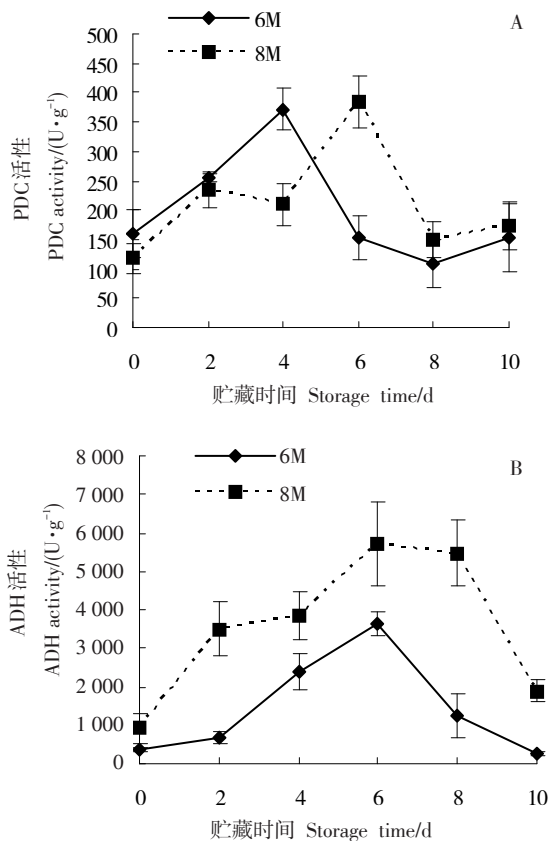 6M
8M
A
500
450
400
350
300
250
200
150
100
50
0
PDC活性
PDC activity/(U·g⁻¹)
0 2 4 6 8 10
贮藏时间 Storage time/d
6M
8M
B
8 000
7 000
6 000
5 000
4 000
3 000
2 000
1 000
0
ADH活性
ADH activity/(U·g⁻¹)
0 2 4 6 8 10
贮藏时间 Storage time/d